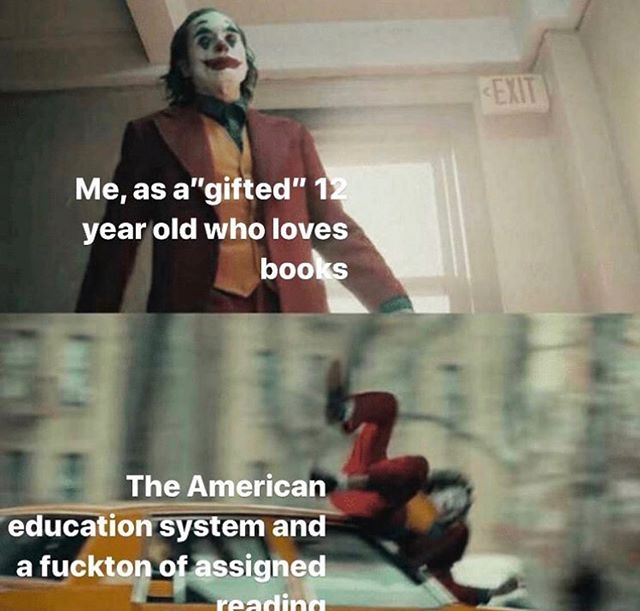 <EXIT
Me, as a"gifted" 12
year old who loves
books
The American
education system and
a fuckton of assigned
reading